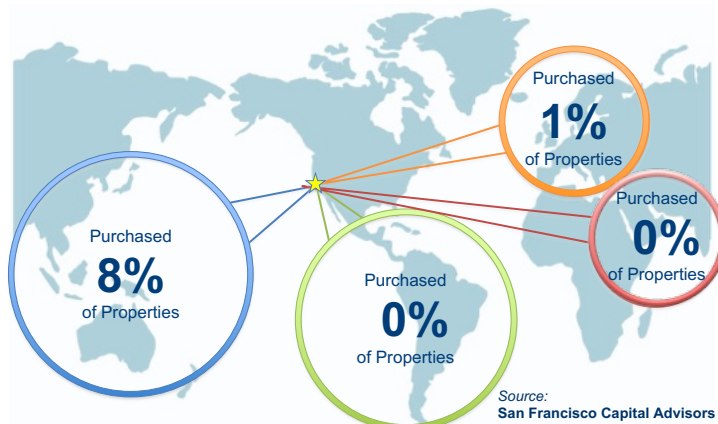 Purchased
1%
of Properties
Purchased
0%
of Properties
Purchased
8%
of Properties
Purchased
0%
of Properties
Source:
San Francisco Capital Advisors